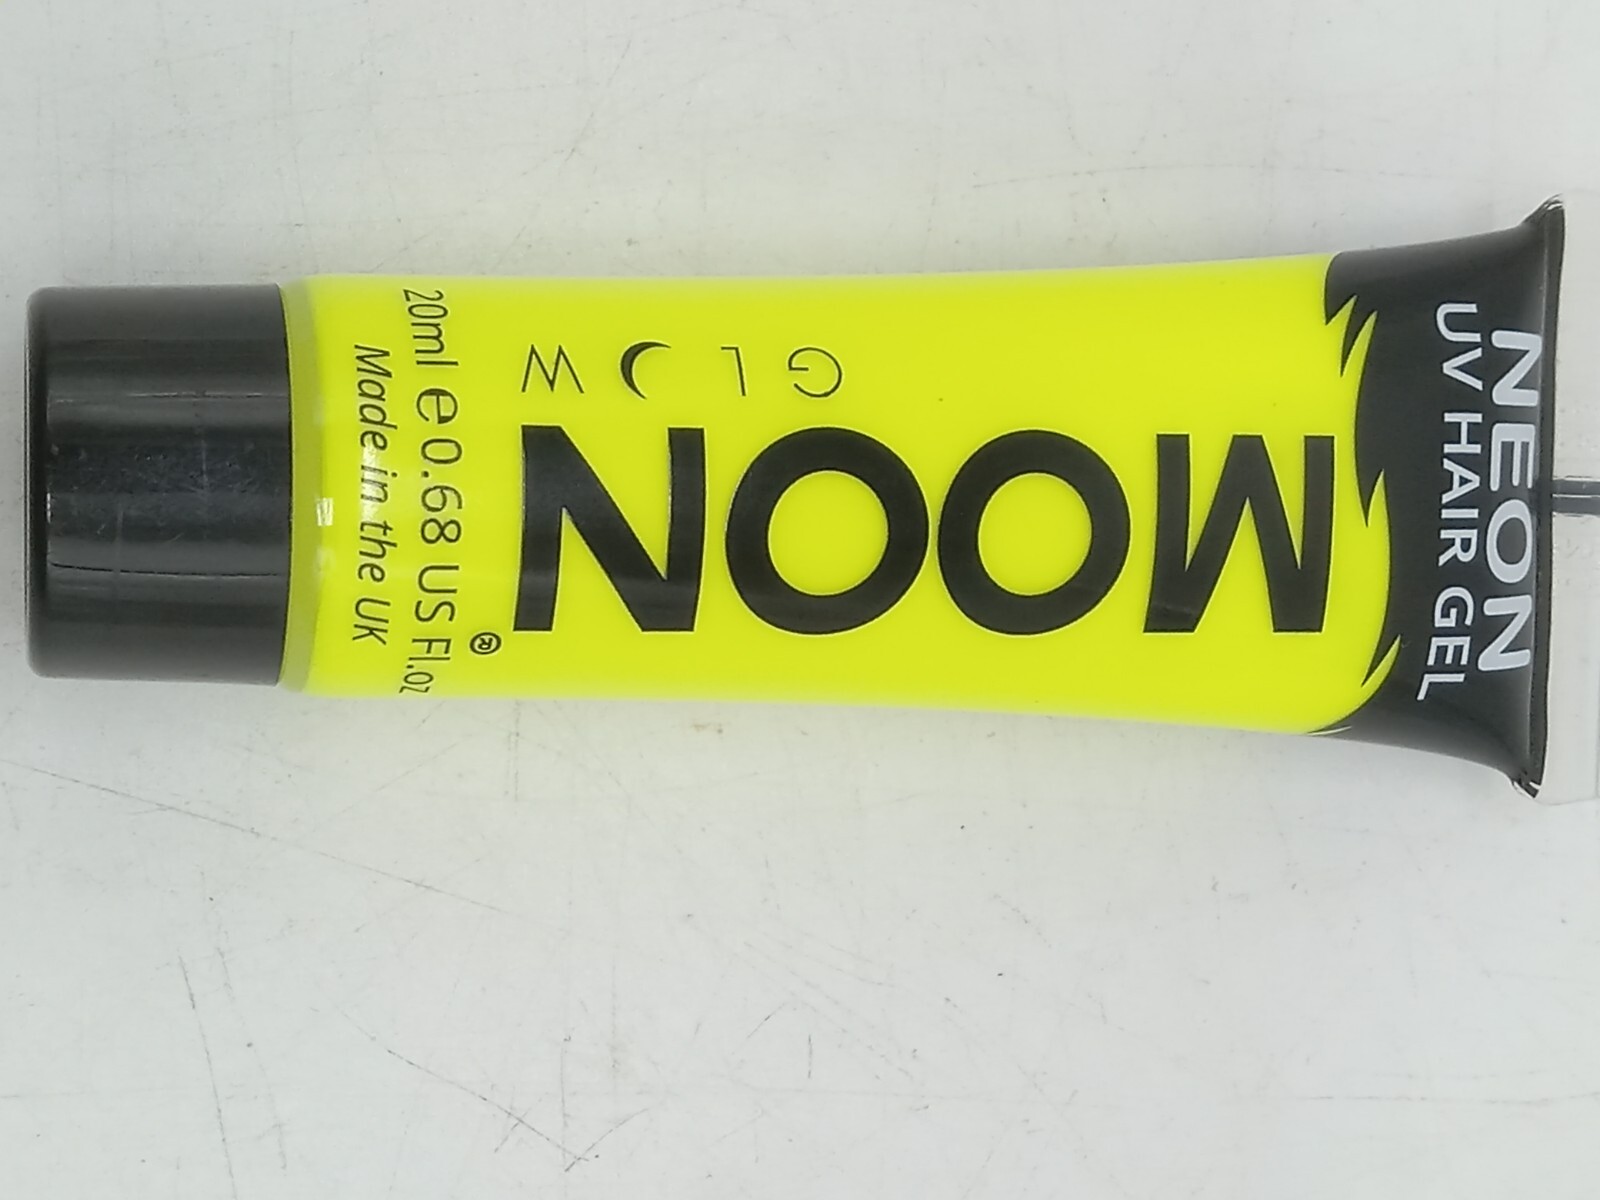 NEON
UV HAIR GEL
MOON®
GLOW
20ml e 0.68 US Fl.oz
Made in the UK